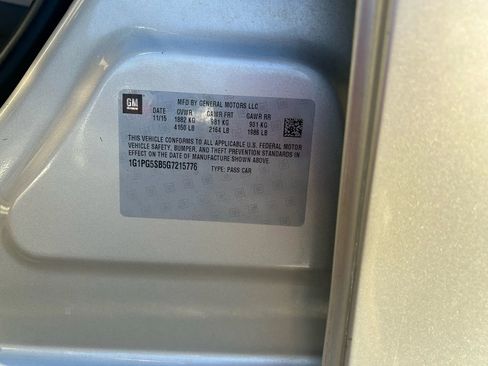 GM
MFD BY GENERAL MOTORS LLC
DATE GVWR GAWR FRT GAWR RR
11/15 1882 KG 981 KG 901 KG
4150 LB 2164 LB 1986 LB
THIS VEHICLE CONFORMS TO ALL APPLICABLE U.S. FEDERAL MOTOR
VEHICLE SAFETY, BUMPER, AND THEFT PREVENTION STANDARDS IN
EFFECT ON THE DATE OF MANUFACTURE SHOWN ABOVE.
1G1PG5SB5G7215776 TYPE: PASS CAR